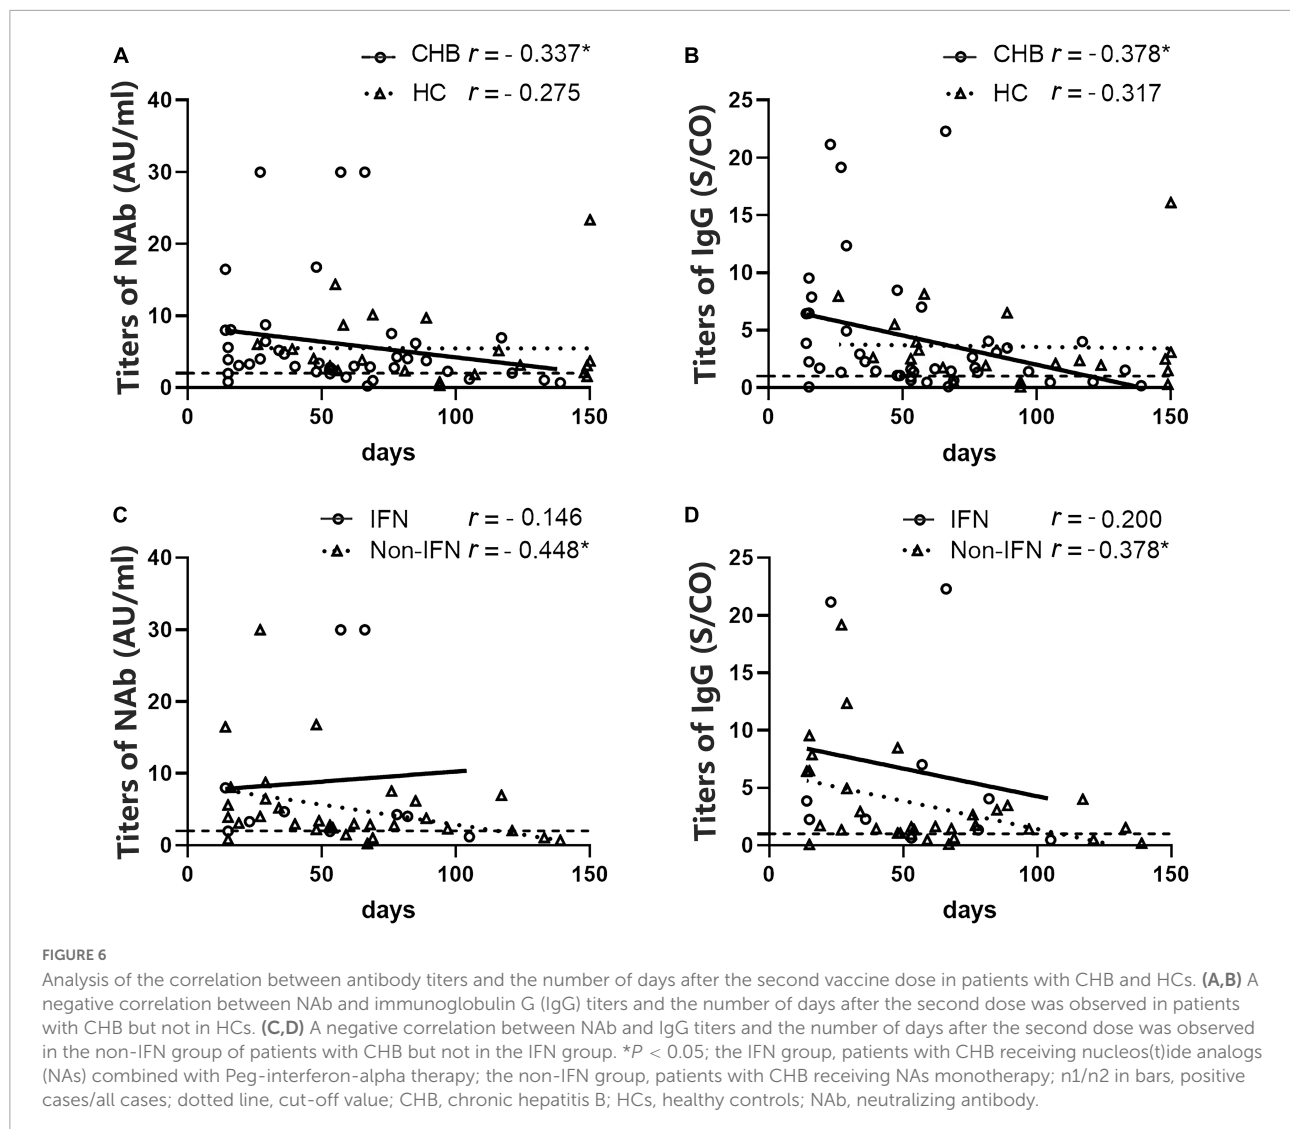 A
CHB r = - 0.337*
HC r = - 0.275
Titers of NAb (AU/ml)
40
30
20
10
0
0 50 100 150
days
B
CHB r = - 0.378*
HC r = - 0.317
Titers of IgG (S/CO)
25
20
15
10
5
0
0 50 100 150
days
C
IFN r = - 0.146
Non-IFN r = - 0.448*
Titers of NAb (AU/ml)
40
30
20
10
0
0 50 100 150
days
D
IFN r = - 0.200
Non-IFN r = - 0.378*
Titers of IgG (S/CO)
25
20
15
10
5
0
0 50 100 150
days
FIGURE 6
Analysis of the correlation between antibody titers and the number of days after the second vaccine dose in patients with CHB and HCs. (A,B) A
negative correlation between NAb and immunoglobulin G (IgG) titers and the number of days after the second dose was observed in patients
with CHB but not in HCs. (C,D) A negative correlation between NAb and IgG titers and the number of days after the second dose was observed
in the non-IFN group of patients with CHB but not in the IFN group. *P < 0.05; the IFN group, patients with CHB receiving nucleos(t)ide analogs
(NAs) combined with Peg-interferon-alpha therapy; the non-IFN group, patients with CHB receiving NAs monotherapy; n1/n2 in bars, positive
cases/all cases; dotted line, cut-off value; CHB, chronic hepatitis B; HCs, healthy controls; NAb, neutralizing antibody.